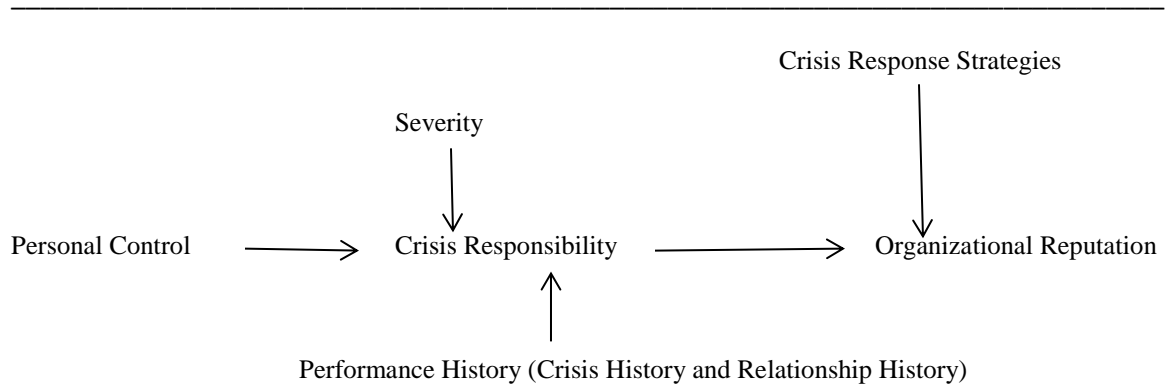 Crisis Response Strategies
Severity
Personal Control
Crisis Responsibility
Organizational Reputation
Performance History (Crisis History and Relationship History)